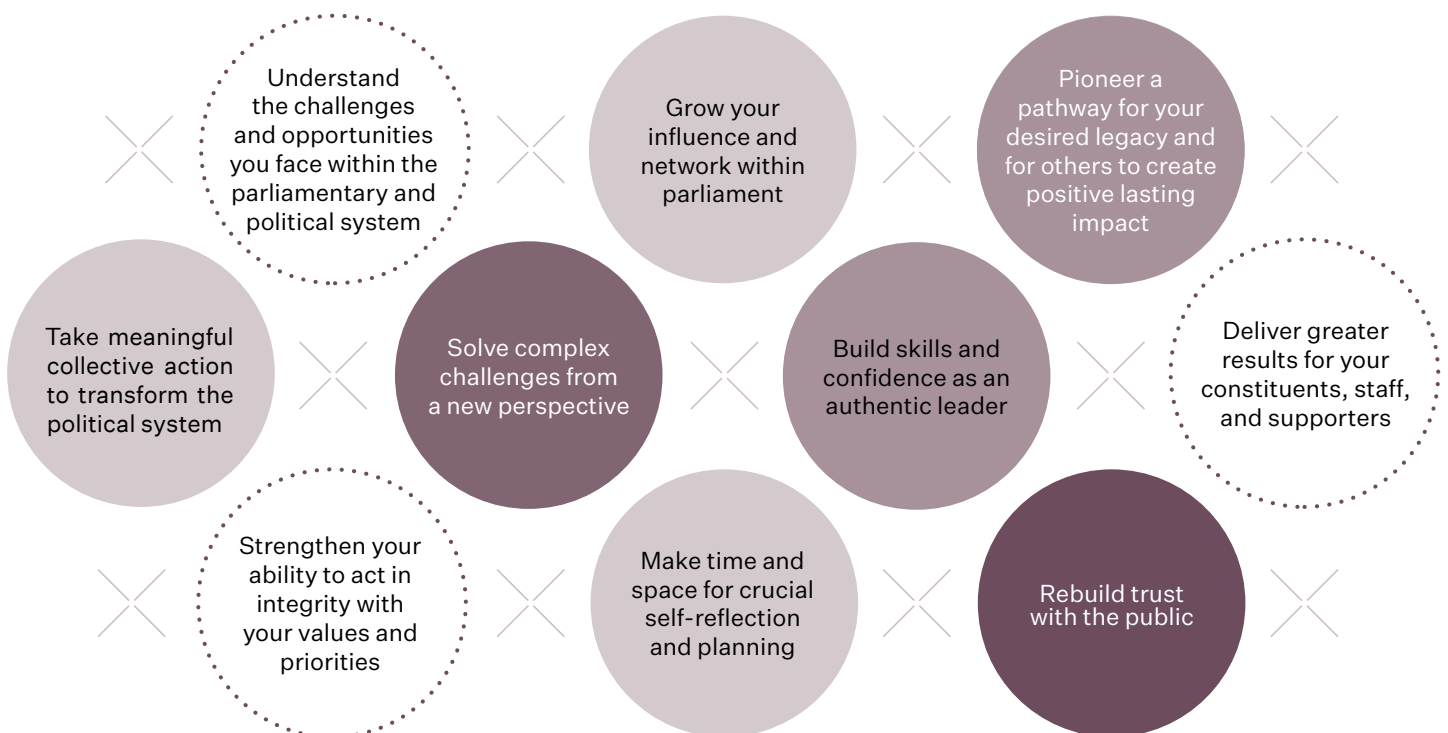 Understand
the challenges
and opportunities
you face within the
parliamentary and
political system
Grow your
influence and
network within
parliament
Pioneer a
pathway for your
desired legacy and
for others to create
positive lasting
impact
Take meaningful
collective action
to transform the
political system
Solve complex
challenges from
a new perspective
Build skills and
confidence as an
authentic leader
Deliver greater
results for your
constituents, staff,
and supporters
Strengthen your
ability to act in
integrity with
your values and
priorities
Make time and
space for crucial
self-reflection
and planning
Rebuild trust
with the public